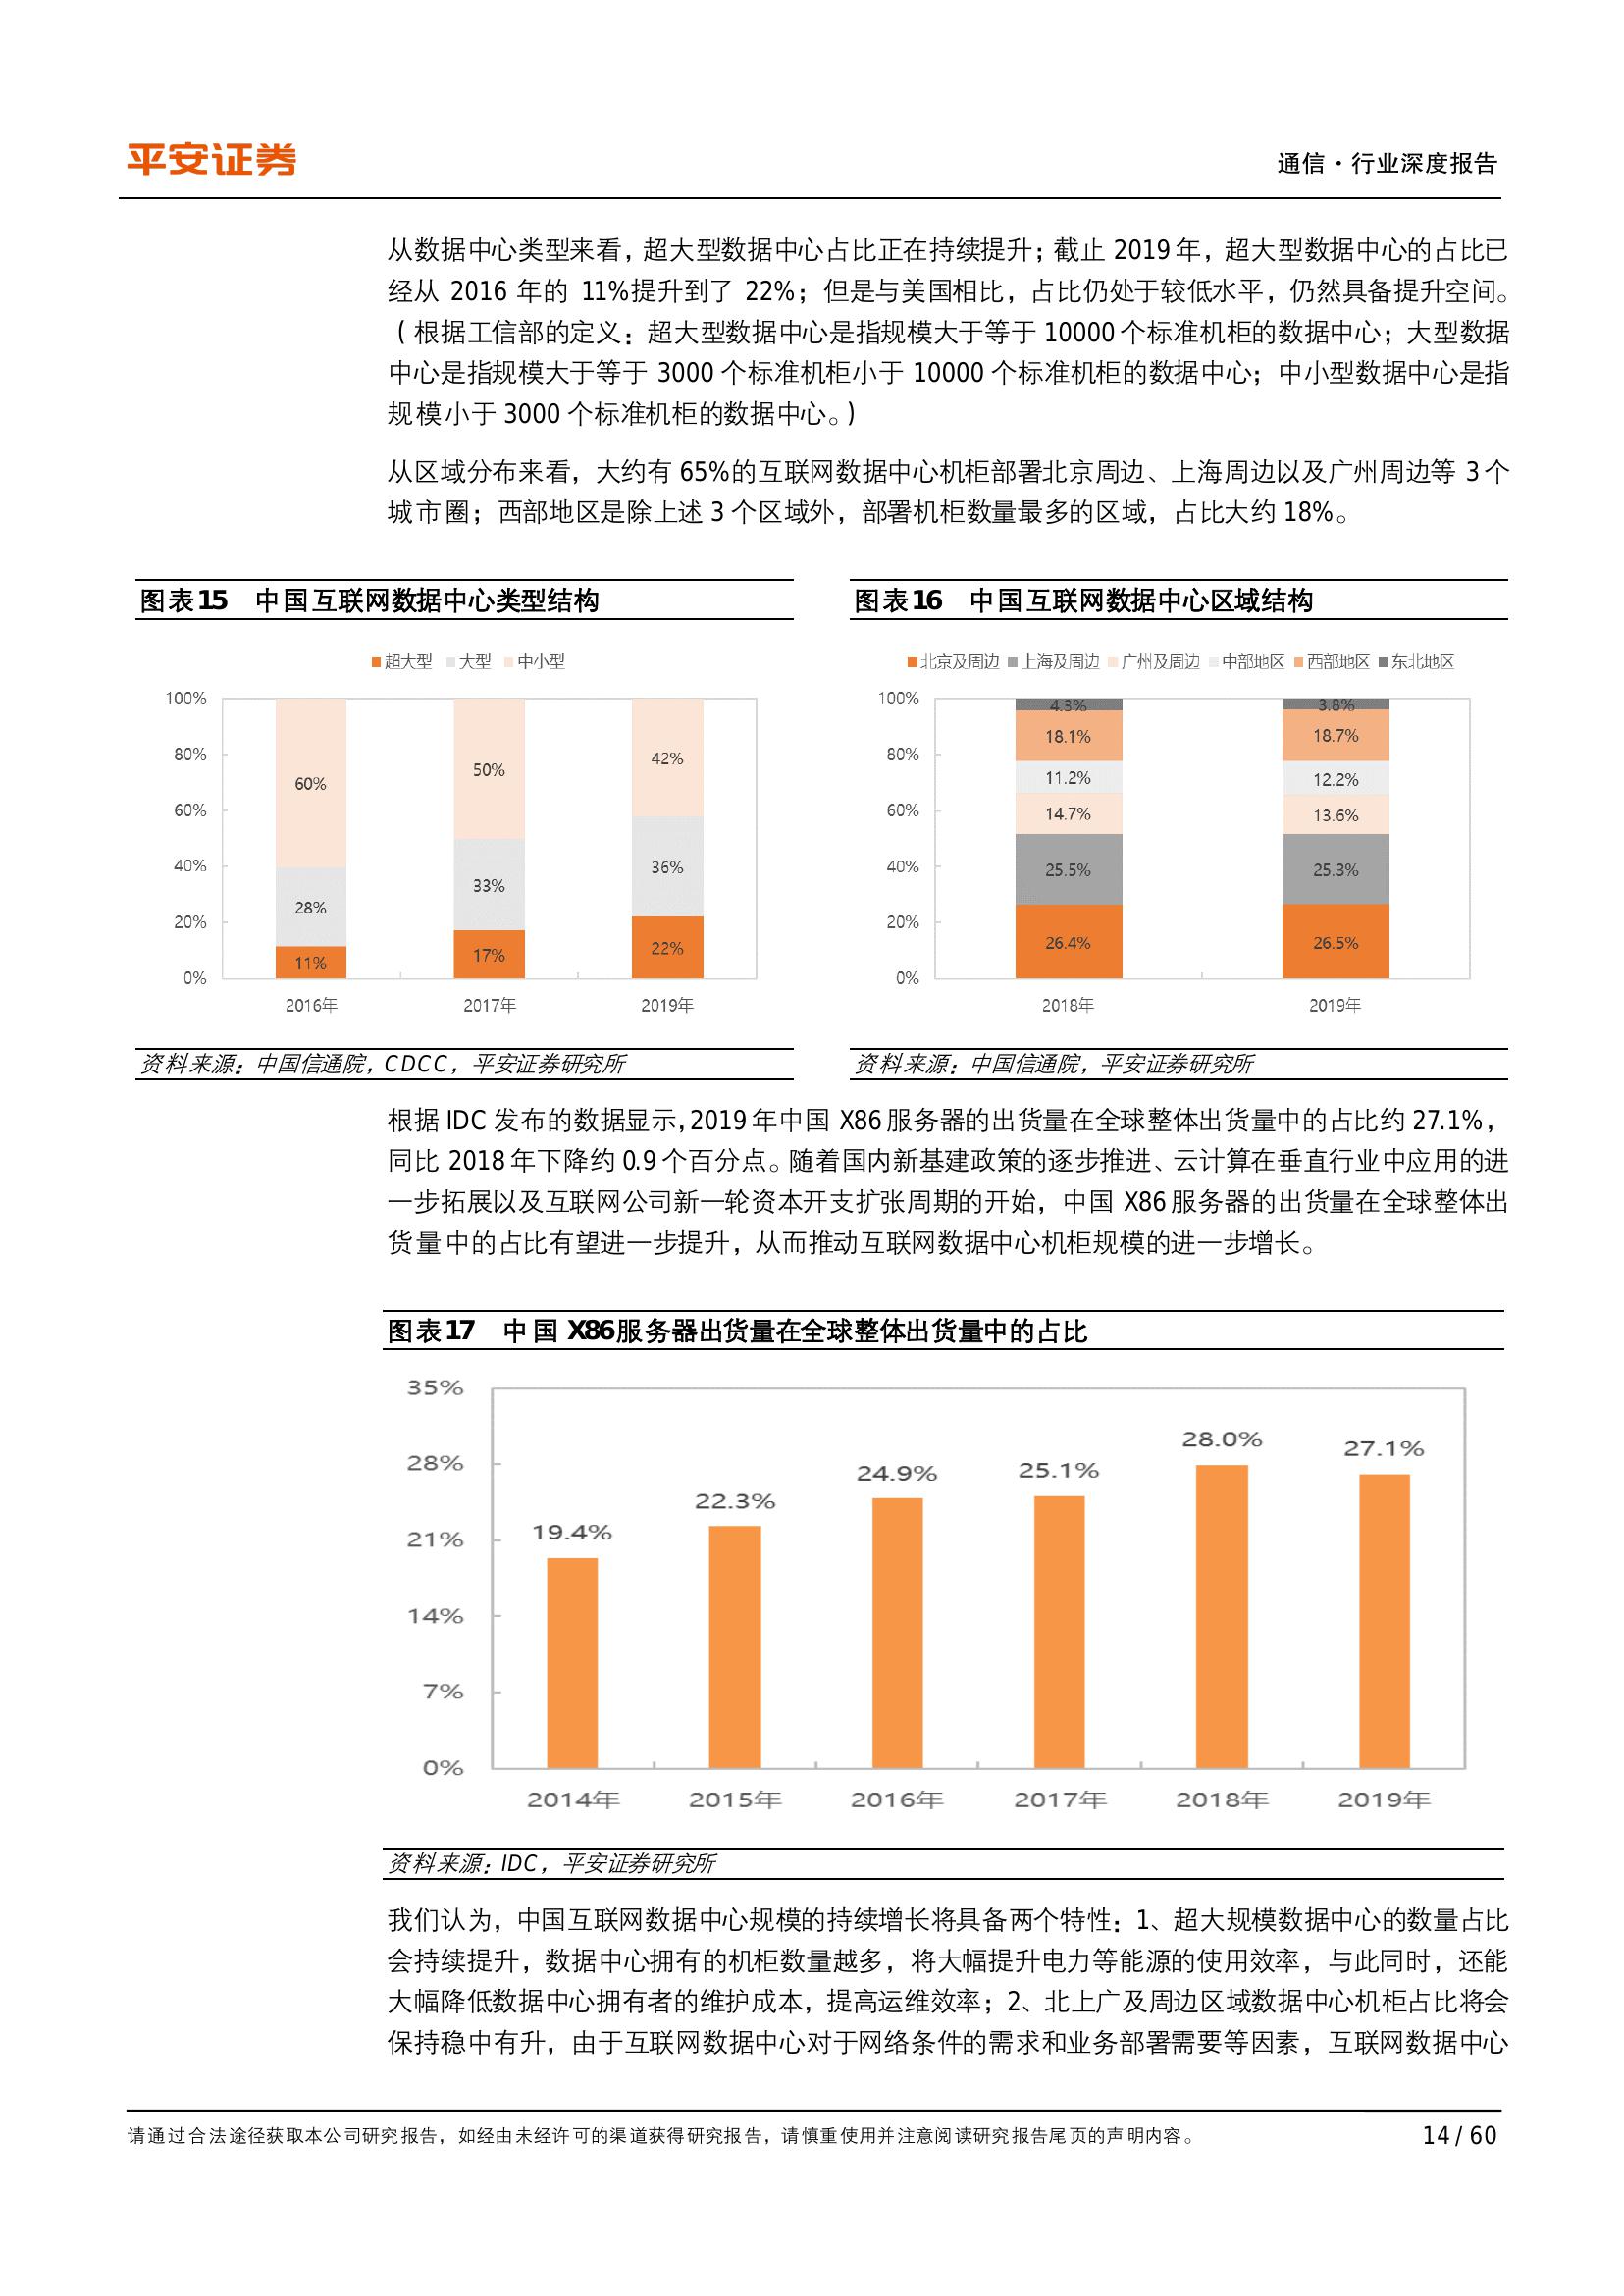 平安证券
通信·行业深度报告
从数据中心类型来看，超大型数据中心占比正在持续提升；截止 2019 年，超大型数据中心的占比已
经从 2016 年的 11%提升到了 22%；但是与美国相比，占比仍处于较低水平，仍然具备提升空间。
（根据工信部的定义：超大型数据中心是指规模大于等于 10000 个标准机柜的数据中心；大型数据
中心是指规模大于等于 3000 个标准机柜小于 10000 个标准机柜的数据中心；中小型数据中心是指
规模小于 3000 个标准机柜的数据中心。）
从区域分布来看，大约有 65%的互联网数据中心机柜部署北京周边、上海周边以及广州周边等 3 个
城市圈；西部地区是除上述 3 个区域外，部署机柜数量最多的区域，占比大约 18%。
图表15 中国互联网数据中心类型结构
超大型 大型 中小型
100%
80%
60%
40%
20%
0%
60% 50% 42%
28% 33% 36%
11% 17% 22%
2016年 2017年 2019年
资料来源：中国信通院，CDCC，平安证券研究所
图表16 中国互联网数据中心区域结构
北京及周边 上海及周边 广州及周边 中部地区 西部地区 东北地区
100%
80%
60%
40%
20%
0%
4.3% 3.8%
18.1% 18.7%
11.2% 12.2%
14.7% 13.6%
25.5% 25.3%
26.4% 26.5%
2018年 2019年
资料来源：中国信通院，平安证券研究所
根据 IDC 发布的数据显示，2019 年中国 X86 服务器的出货量在全球整体出货量中的占比约 27.1%，
同比 2018 年下降约 0.9 个百分点。随着国内新基建政策的逐步推进、云计算在垂直行业中应用的进
一步拓展以及互联网公司新一轮资本开支扩张周期的开始，中国 X86 服务器的出货量在全球整体出
货量中的占比有望进一步提升，从而推动互联网数据中心机柜规模的进一步增长。
图表17 中国 X86服务器出货量在全球整体出货量中的占比
35%
28%
21%
14%
7%
0%
19.4% 22.3% 24.9% 25.1% 28.0% 27.1%
2014年 2015年 2016年 2017年 2018年 2019年
资料来源：IDC，平安证券研究所
我们认为，中国互联网数据中心规模的持续增长将具备两个特性：1、超大规模数据中心的数量占比
会持续提升，数据中心拥有的机柜数量越多，将大幅提升电力等能源的使用效率，与此同时，还能
大幅降低数据中心拥有者的维护成本，提高运维效率；2、北上广及周边区域数据中心机柜占比将会
保持稳中有升，由于互联网数据中心对于网络条件的需求和业务部署需要等因素，互联网数据中心
请通过合法途径获取本公司研究报告，如经由未经许可的渠道获得研究报告，请慎重使用并注意阅读研究报告尾页的声明内容。
14 / 60